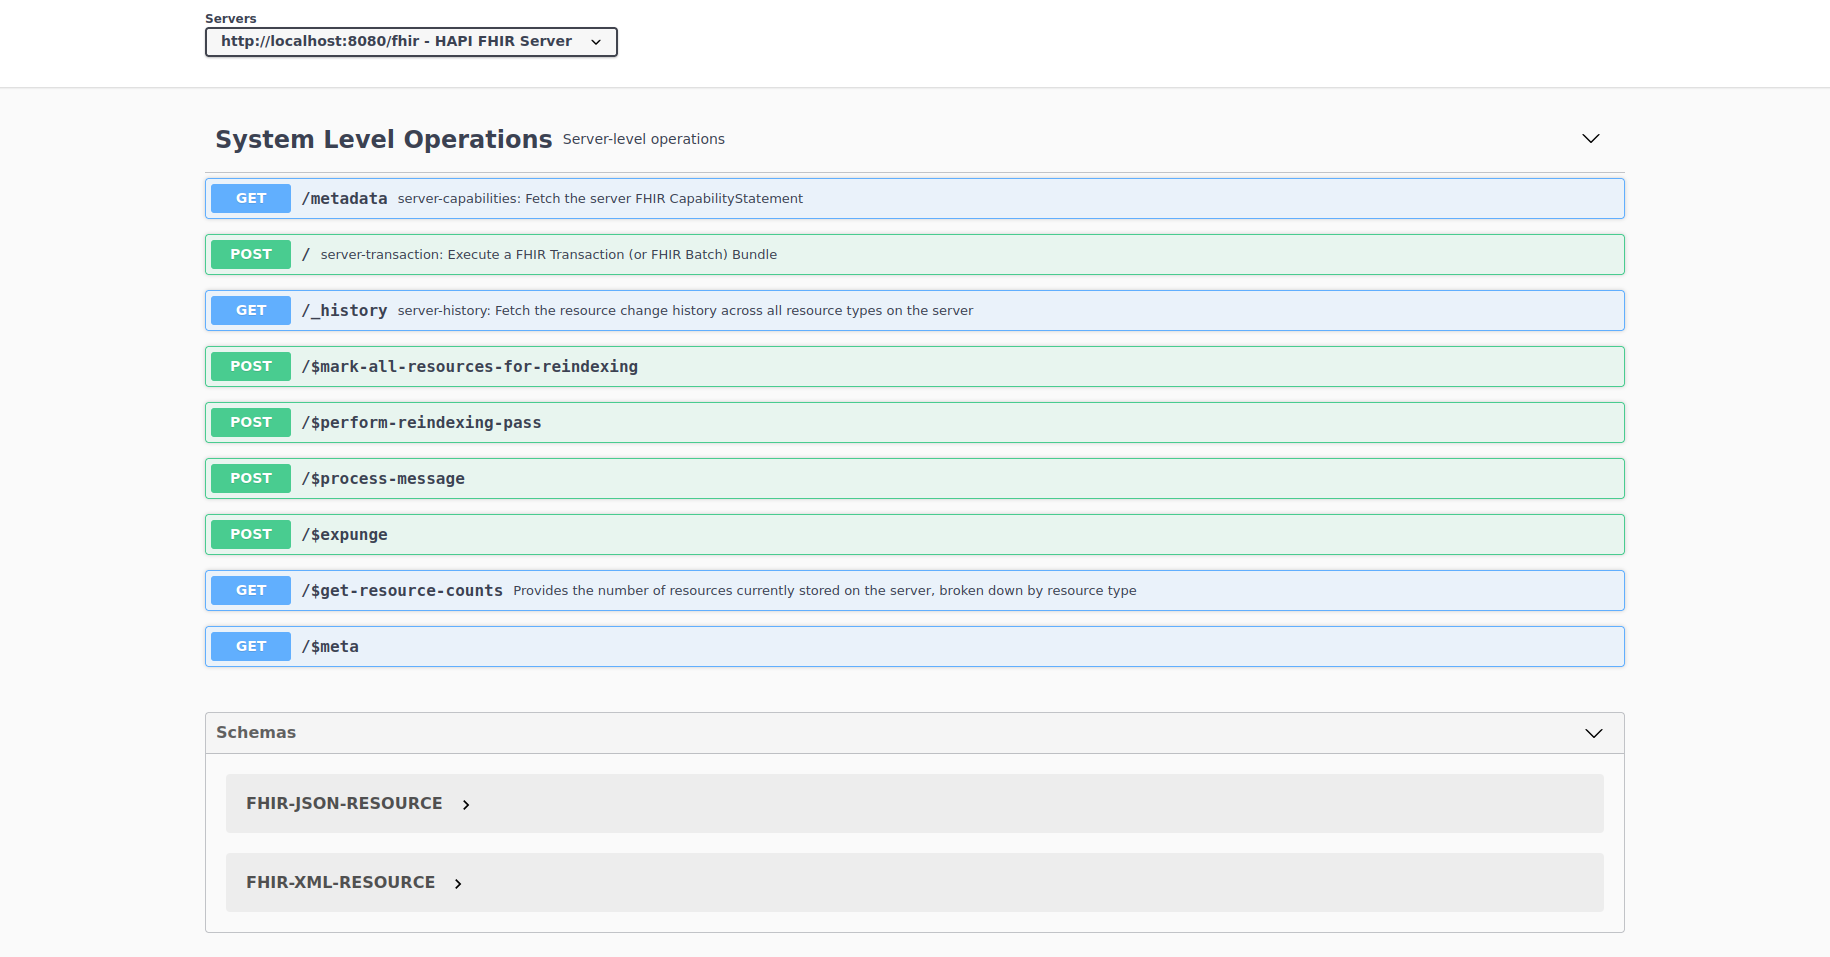 Servers
http://localhost:8080/fhir - HAPI FHIR Server
System Level Operations Server-level operations
GET /metadata server-capabilities: Fetch the server FHIR CapabilityStatement
POST / server-transaction: Execute a FHIR Transaction (or FHIR Batch) Bundle
GET /_history server-history: Fetch the resource change history across all resource types on the server
POST /$mark-all-resources-for-reindexing
POST /$perform-reindexing-pass
POST /$process-message
POST /$expunge
GET /$get-resource-counts Provides the number of resources currently stored on the server, broken down by resource type
GET /$meta
Schemas
FHIR-JSON-RESOURCE
FHIR-XML-RESOURCE